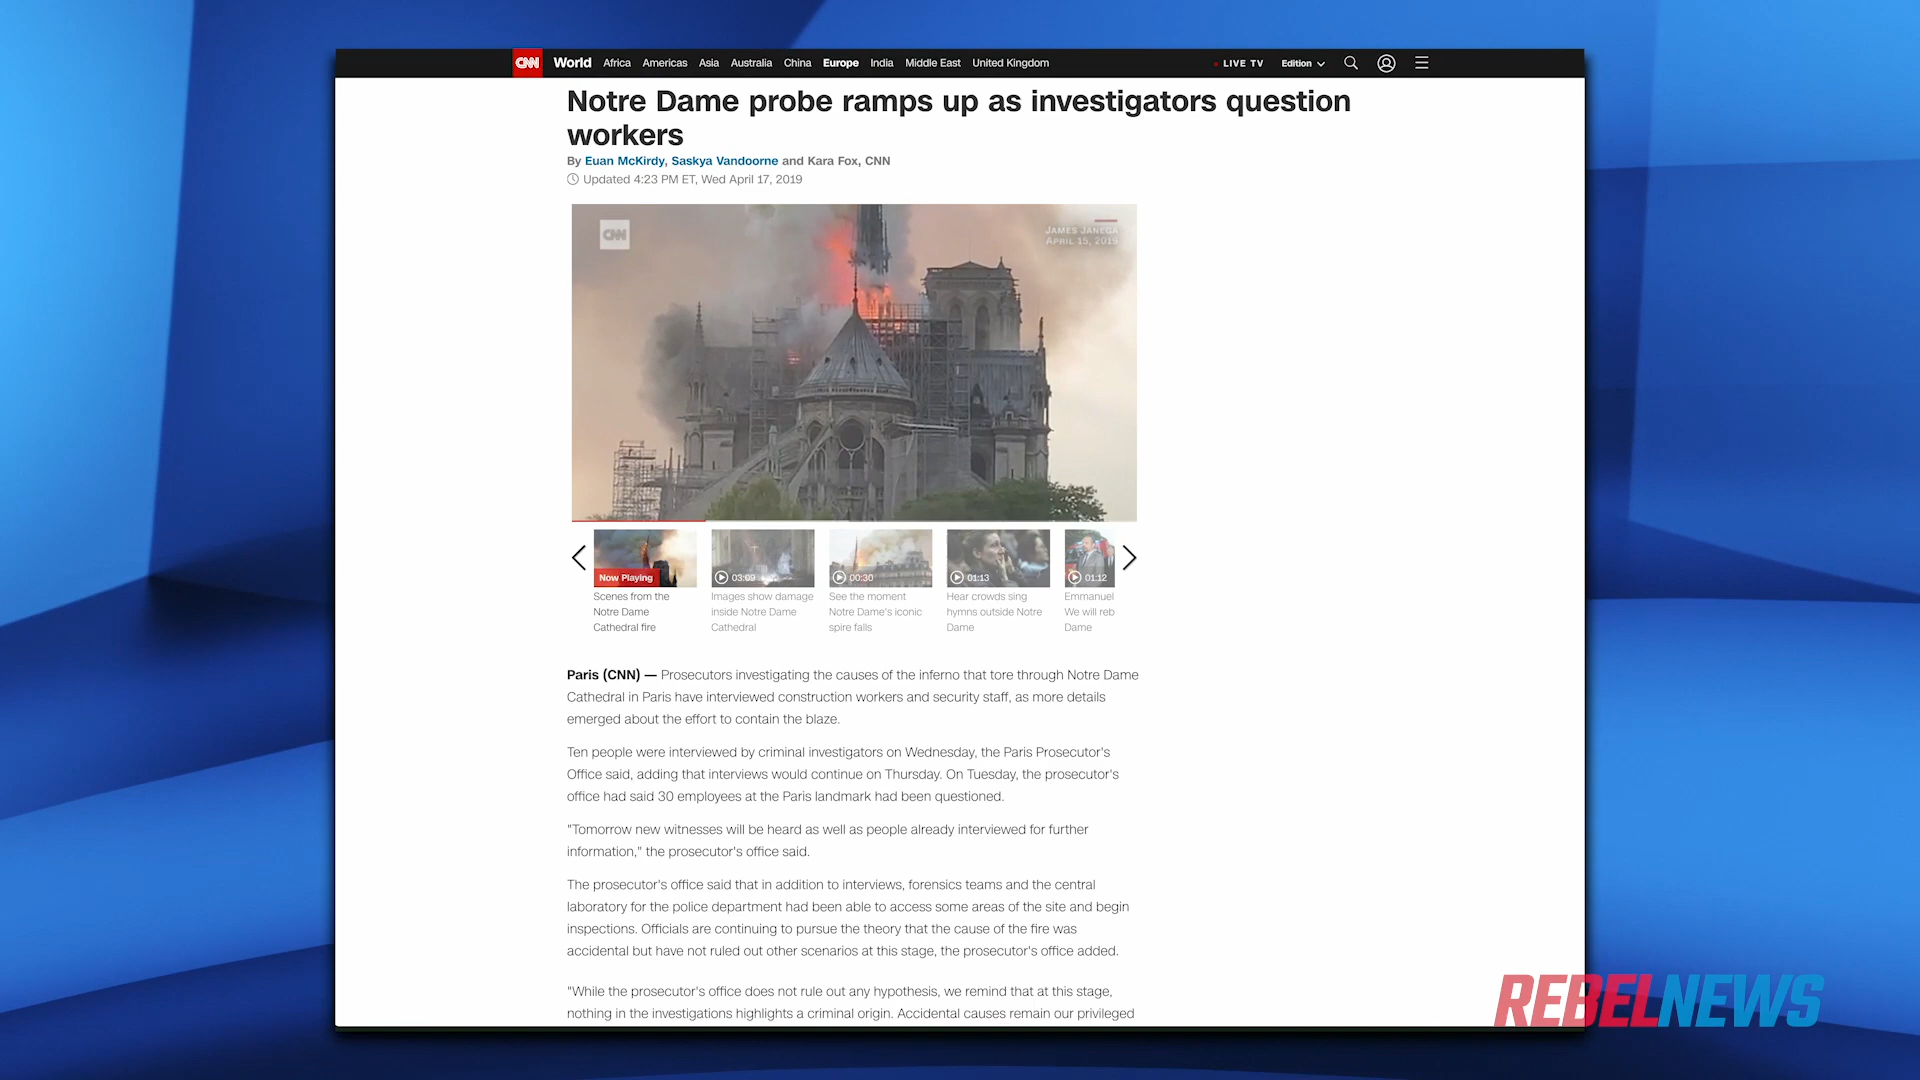 CNN World Africa Americas Asia Australia China Europe India Middle East United Kingdom LIVE TV Edition
Notre Dame probe ramps up as investigators question
workers
By Euan McKirdy, Saskya Vandoorne and Kara Fox, CNN
Updated 4:23 PM ET, Wed April 17, 2019
CNN
JAMES JANEGA
APRIL 15, 2019
Now Playing
03:09
00:30
01:13
01:12
Scenes from the
Notre Dame
Cathedral fire
Images show damage
inside Notre Dame
Cathedral
See the moment
Notre Dame's iconic
spire falls
Hear crowds sing
hymns outside Notre
Dame
Emmanuel
We will reb
Dame
Paris (CNN) — Prosecutors investigating the causes of the inferno that tore through Notre Dame
Cathedral in Paris have interviewed construction workers and security staff, as more details
emerged about the effort to contain the blaze.
Ten people were interviewed by criminal investigators on Wednesday, the Paris Prosecutor's
Office said, adding that interviews would continue on Thursday. On Tuesday, the prosecutor's
office had said 30 employees at the Paris landmark had been questioned.
"Tomorrow new witnesses will be heard as well as people already interviewed for further
information," the prosecutor's office said.
The prosecutor's office said that in addition to interviews, forensics teams and the central
laboratory for the police department had been able to access some areas of the site and begin
inspections. Officials are continuing to pursue the theory that the cause of the fire was
accidental but have not ruled out other scenarios at this stage, the prosecutor's office added.
"While the prosecutor's office does not rule out any hypothesis, we remind that at this stage,
nothing in the investigations highlights a criminal origin. Accidental causes remain our privileged
REBELNEWS